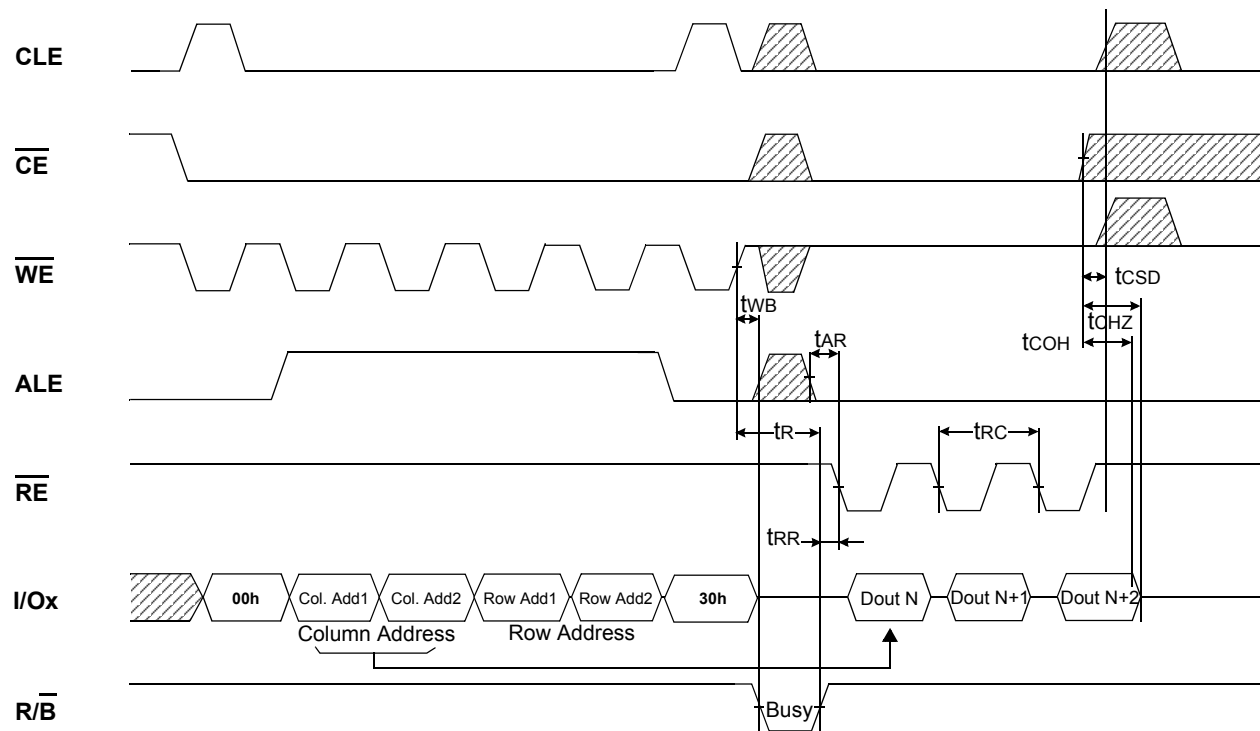 CLE
CE
WE
tCSD
tWB
tCHZ
tAR
tCOH
ALE
tR
tRC
RE
tRR
I/Ox
00h
Col. Add1
Col. Add2
Row Add1
Row Add2
30h
Dout N
Dout N+1
Dout N+2
Column Address
Row Address
R/B
Busy